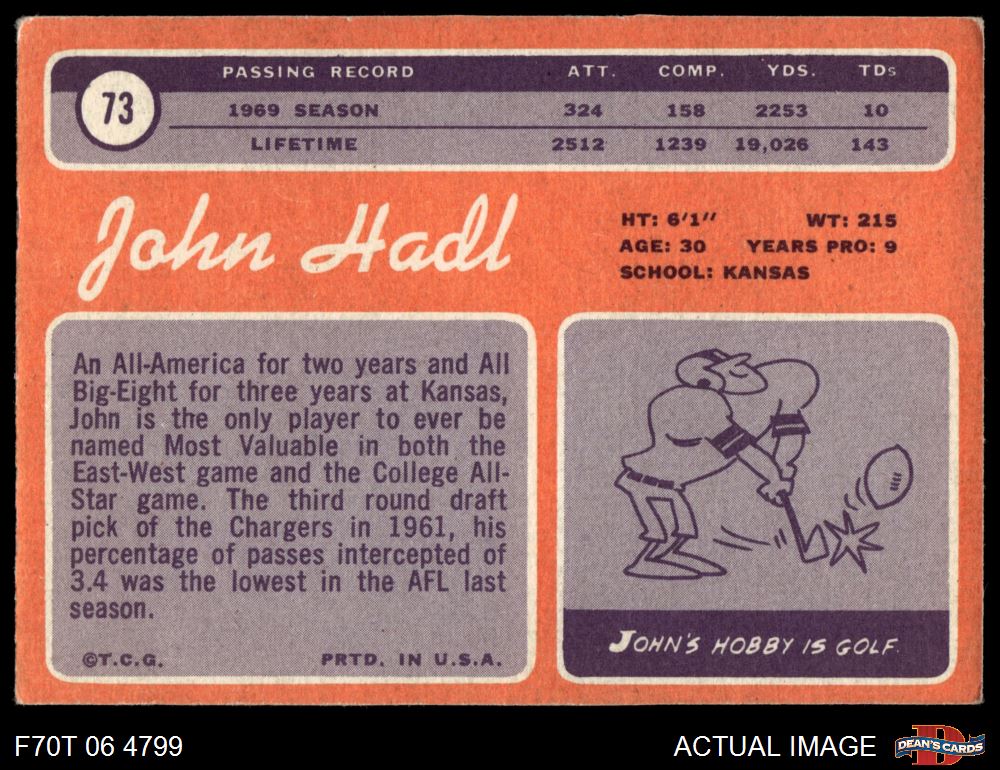 73
PASSING RECORD ATT. COMP. YDS. TDs
1969 SEASON 324 158 2253 10
LIFETIME 2512 1239 19,026 143
John Hadl
HT: 6'1" WT: 215
AGE: 30 YEARS PRO: 9
SCHOOL: KANSAS
An All-America for two years and All
Big-Eight for three years at Kansas,
John is the only player to ever be
named Most Valuable in both the
East-West game and the College All-
Star game. The third round draft
pick of the Chargers in 1961, his
percentage of passes intercepted of
3.4 was the lowest in the AFL last
season.
©T.C.G. PRTD. IN U.S.A.
JOHN'S HOBBY IS GOLF.
F70T 06 4799
ACTUAL IMAGE
D
DEAN'S CARDS